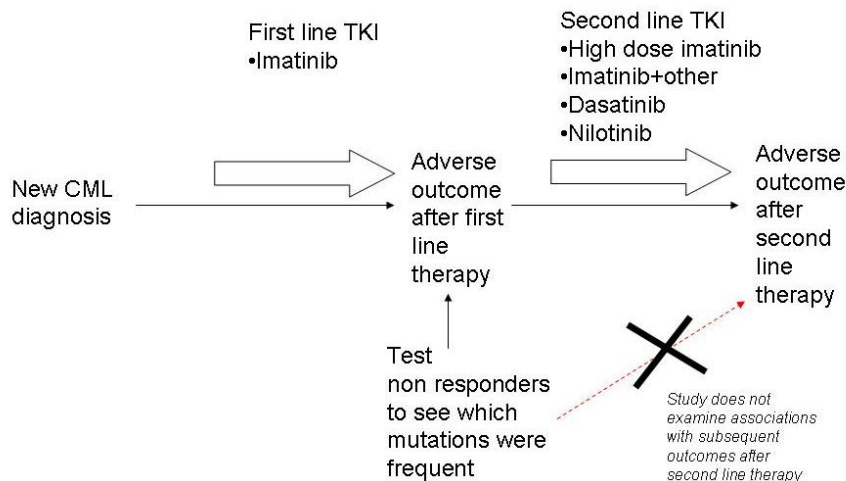 First line TKI
•Imatinib
Second line TKI
•High dose imatinib
•Imatinib+other
•Dasatinib
•Nilotinib
New CML
diagnosis
Adverse
outcome
after first
line
therapy
Adverse
outcome
after
second
line
therapy
Test
non responders
to see which
mutations were
frequent
Study does not
examine associations
with subsequent
outcomes after
second line therapy